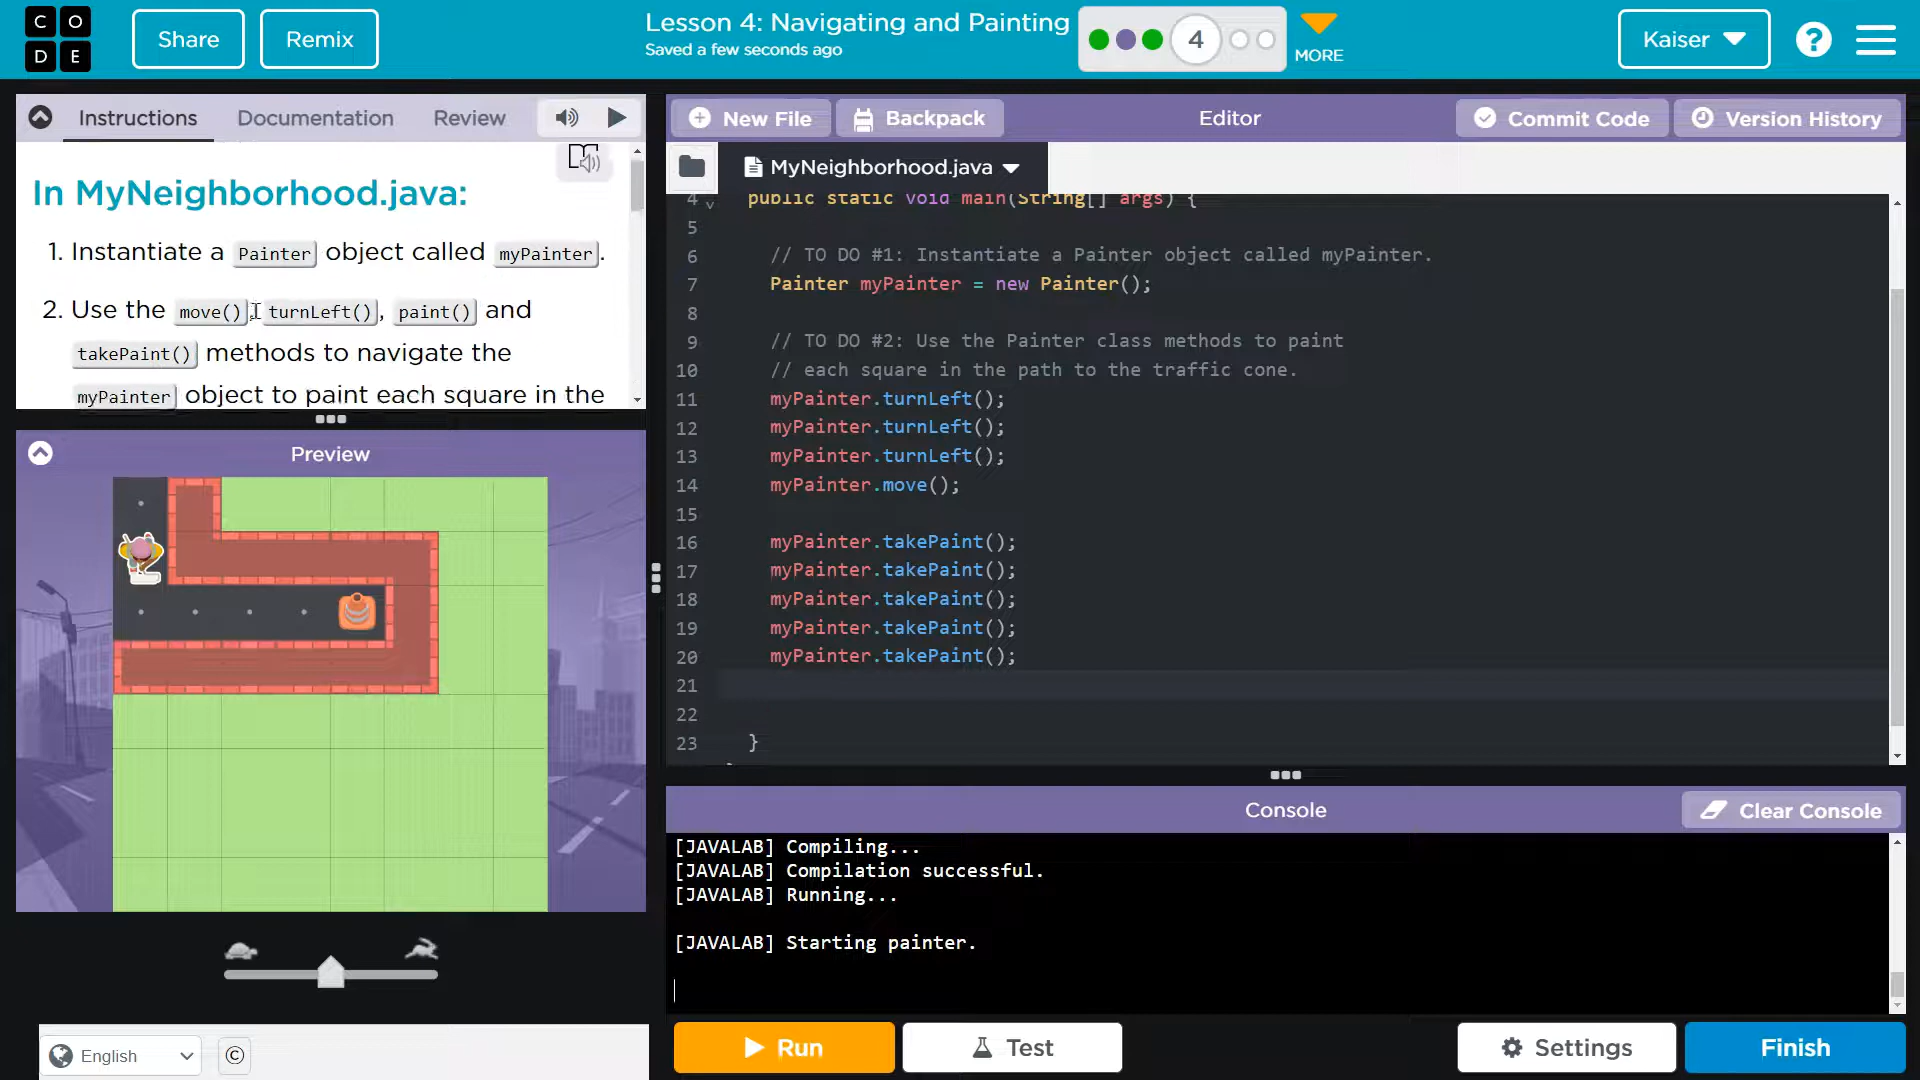 C O
D E
Share
Remix
Lesson 4: Navigating and Painting
Saved a few seconds ago
4
MORE
Kaiser
?
Instructions
Documentation
Review
In MyNeighborhood.java:
1. Instantiate a Painter object called myPainter.
2. Use the move(), turnLeft(), paint() and
takePaint() methods to navigate the
myPainter object to paint each square in the
Preview
English
©
New File
Backpack
Editor
Commit Code
Version History
MyNeighborhood.java
4 public static void main(String[] args) {
5
6 // TO DO #1: Instantiate a Painter object called myPainter.
7 Painter myPainter = new Painter();
8
9 // TO DO #2: Use the Painter class methods to paint
10 // each square in the path to the traffic cone.
11 myPainter.turnLeft();
12 myPainter.turnLeft();
13 myPainter.turnLeft();
14 myPainter.move();
15
16 myPainter.takePaint();
17 myPainter.takePaint();
18 myPainter.takePaint();
19 myPainter.takePaint();
20 myPainter.takePaint();
21
22
23 }
Console
Clear Console
[JAVALAB] Compiling...
[JAVALAB] Compilation successful.
[JAVALAB] Running...
[JAVALAB] Starting painter.
Run
Test
Settings
Finish